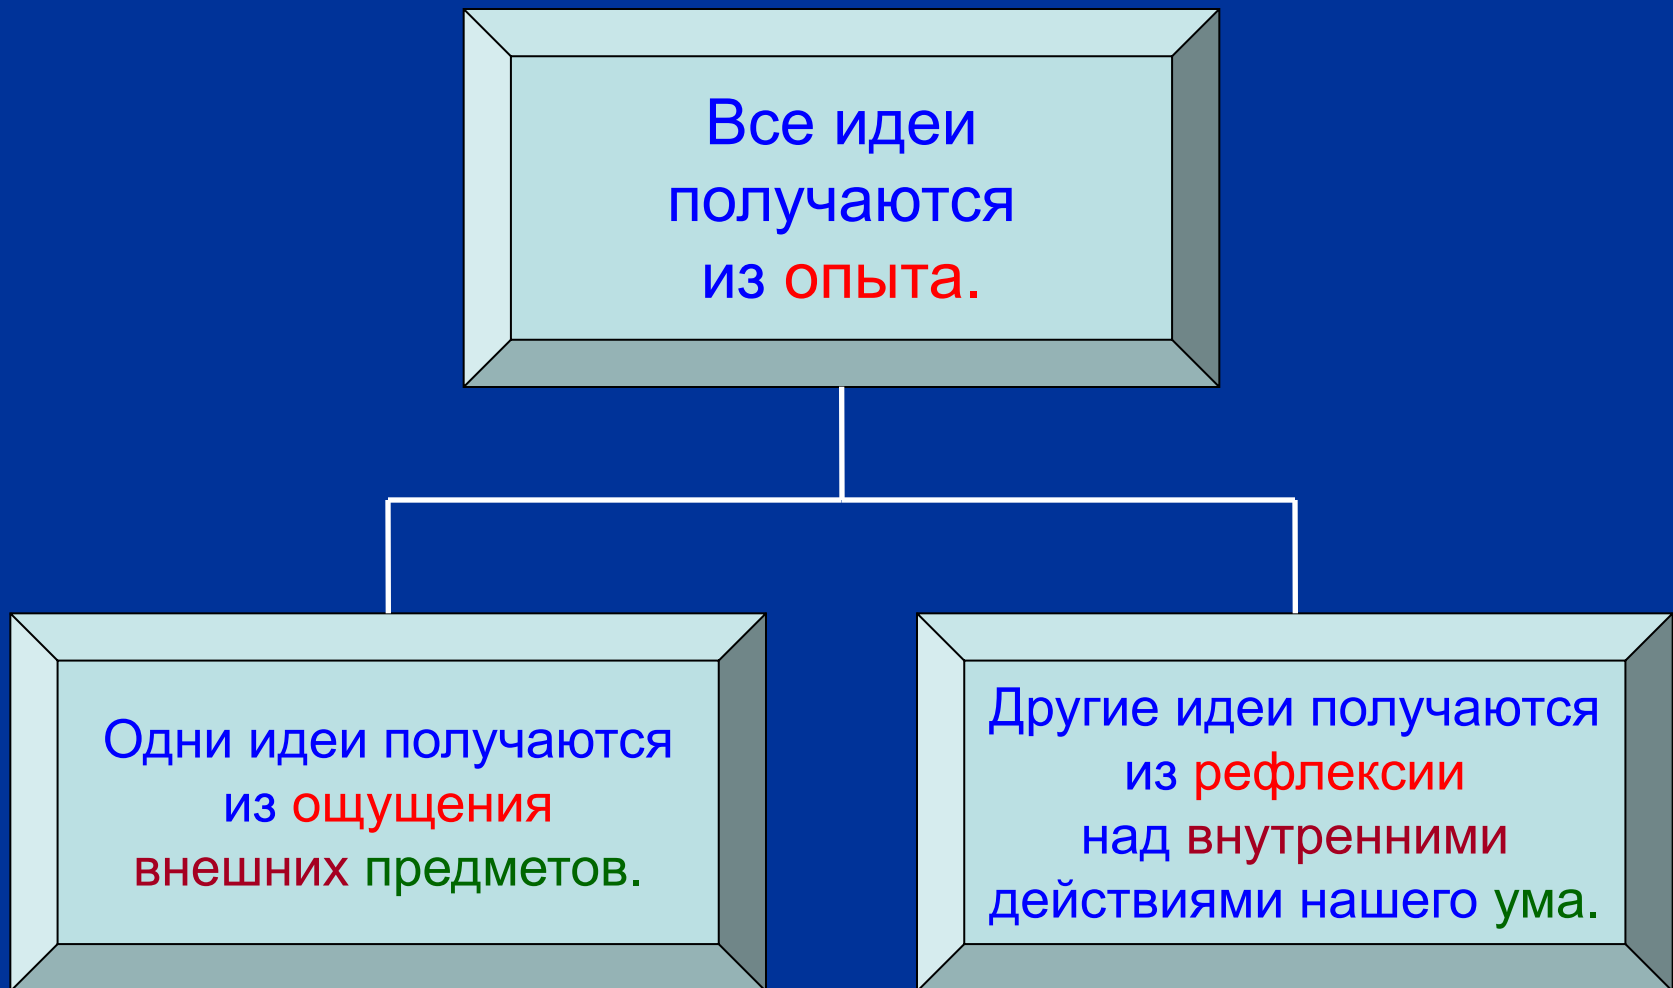 Все идеи
получаются
из опыта.
Одни идеи получаются
из ощущения
внешних предметов.
Другие идеи получаются
из рефлексии
над внутренними
действиями нашего ума.